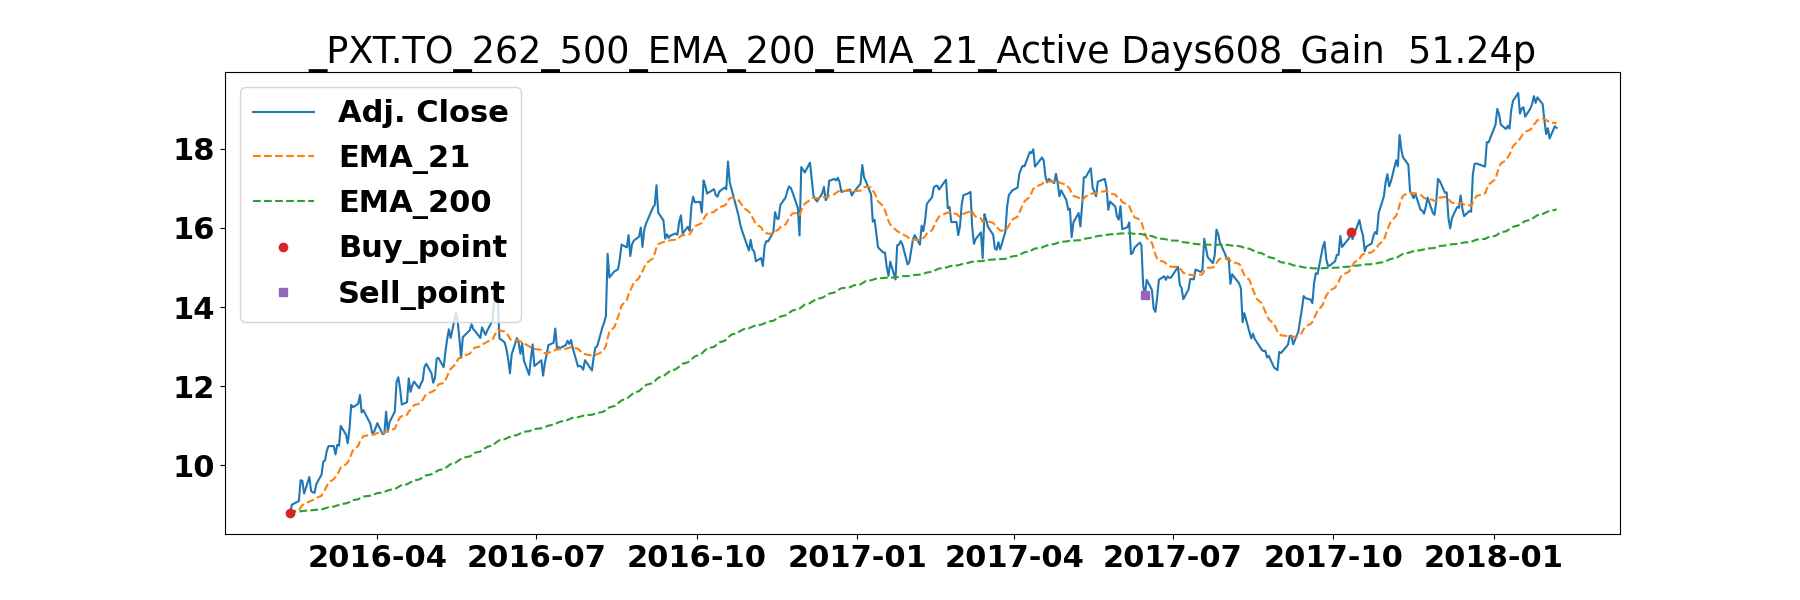 _PXT.TO_262_500_EMA_200_EMA_21_Active Days608_Gain  51.24p
Adj. Close
EMA_21
EMA_200
Buy_point
Sell_point
18
16
14
12
10
2016-04 2016-07 2016-10 2017-01 2017-04 2017-07 2017-10 2018-01